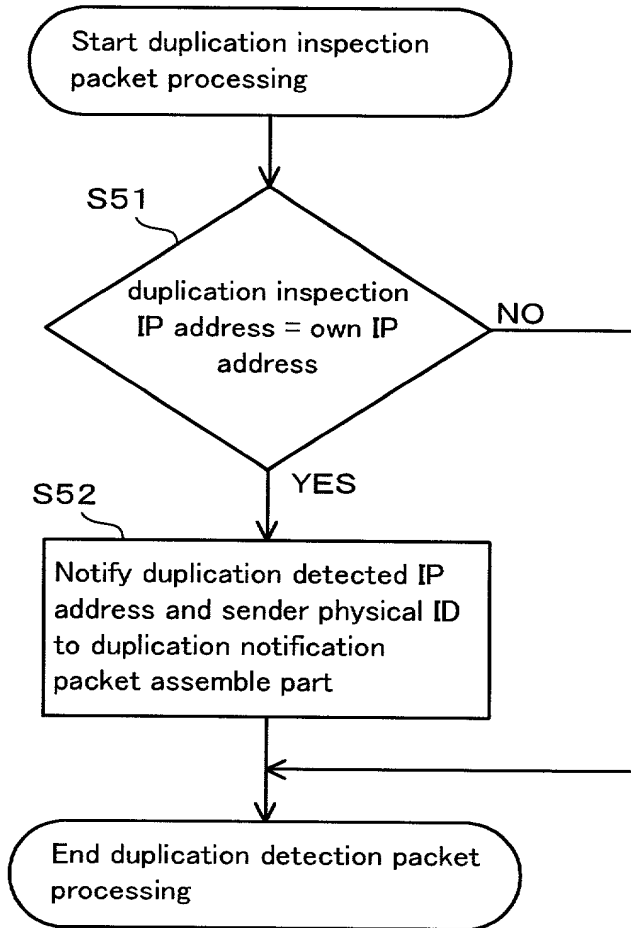 Start duplication inspection
packet processing
S51
duplication inspection
IP address = own IP
address
NO
YES
S52
Notify duplication detected IP
address and sender physical ID
to duplication notification
packet assemble part
End duplication detection packet
processing